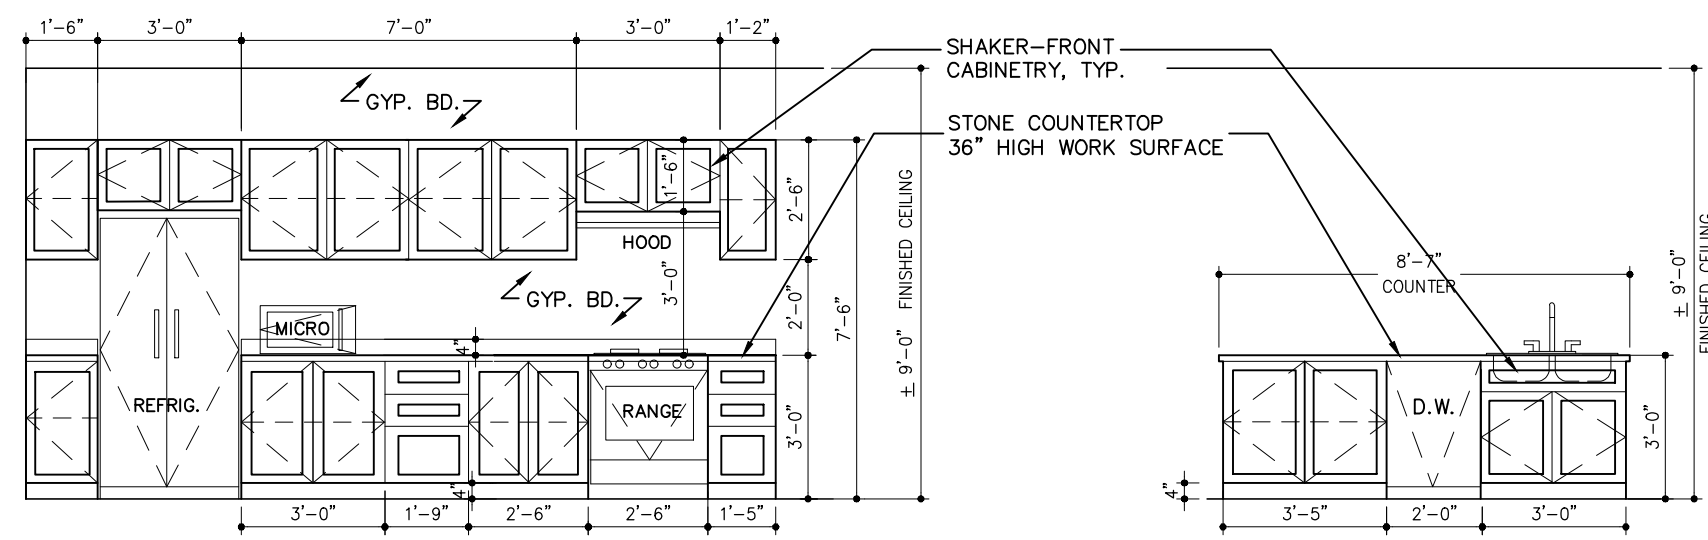 1'-6" 3'-0" 7'-0" 3'-0" 1'-2"
SHAKER-FRONT
CABINETRY, TYP.
GYP. BD.
STONE COUNTERTOP
36" HIGH WORK SURFACE
1'-6"
2'-6"
HOOD
3'-0"
GYP. BD.
2'-0"
7'-6"
± 9'-0" FINISHED CEILING
MICRO
4"
REFRIG.
RANGE
3'-0"
4"
3'-0" 1'-9" 2'-6" 2'-6" 1'-5"
8'-7"
COUNTER
± 9'-0"
FINISHED CEILING
D.W.
3'-0"
4"
3'-5" 2'-0" 3'-0"